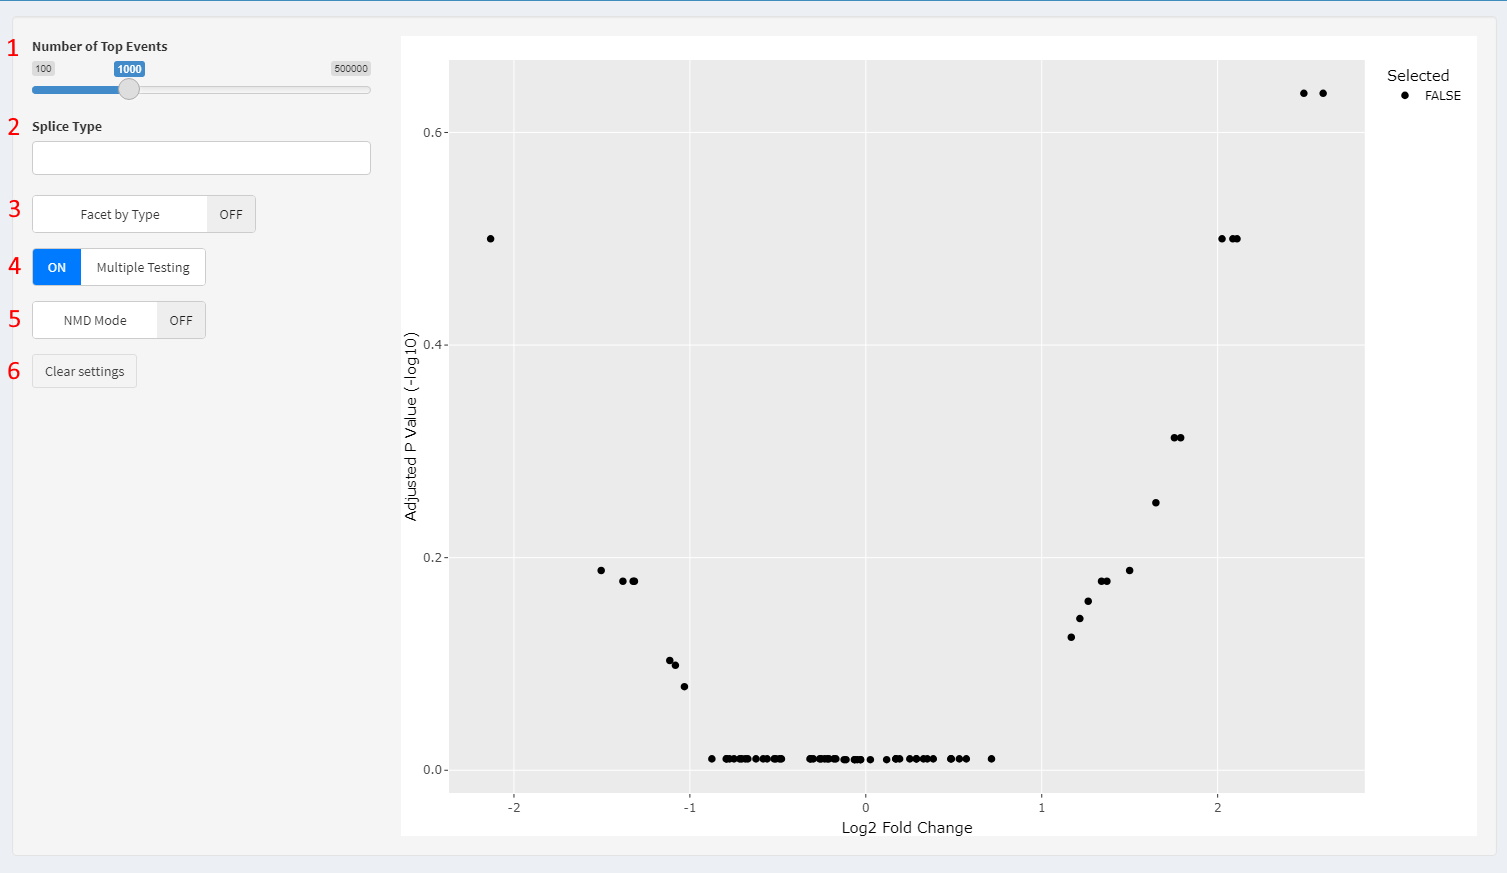 1 Number of Top Events
100 1000 500000
2 Splice Type
3 Facet by Type OFF
4 ON Multiple Testing
5 NMD Mode OFF
6 Clear settings
Adjusted P Value (-log10)
0.6
0.4
0.2
0.0
-2 -1 0 1 2
Log2 Fold Change
Selected
FALSE